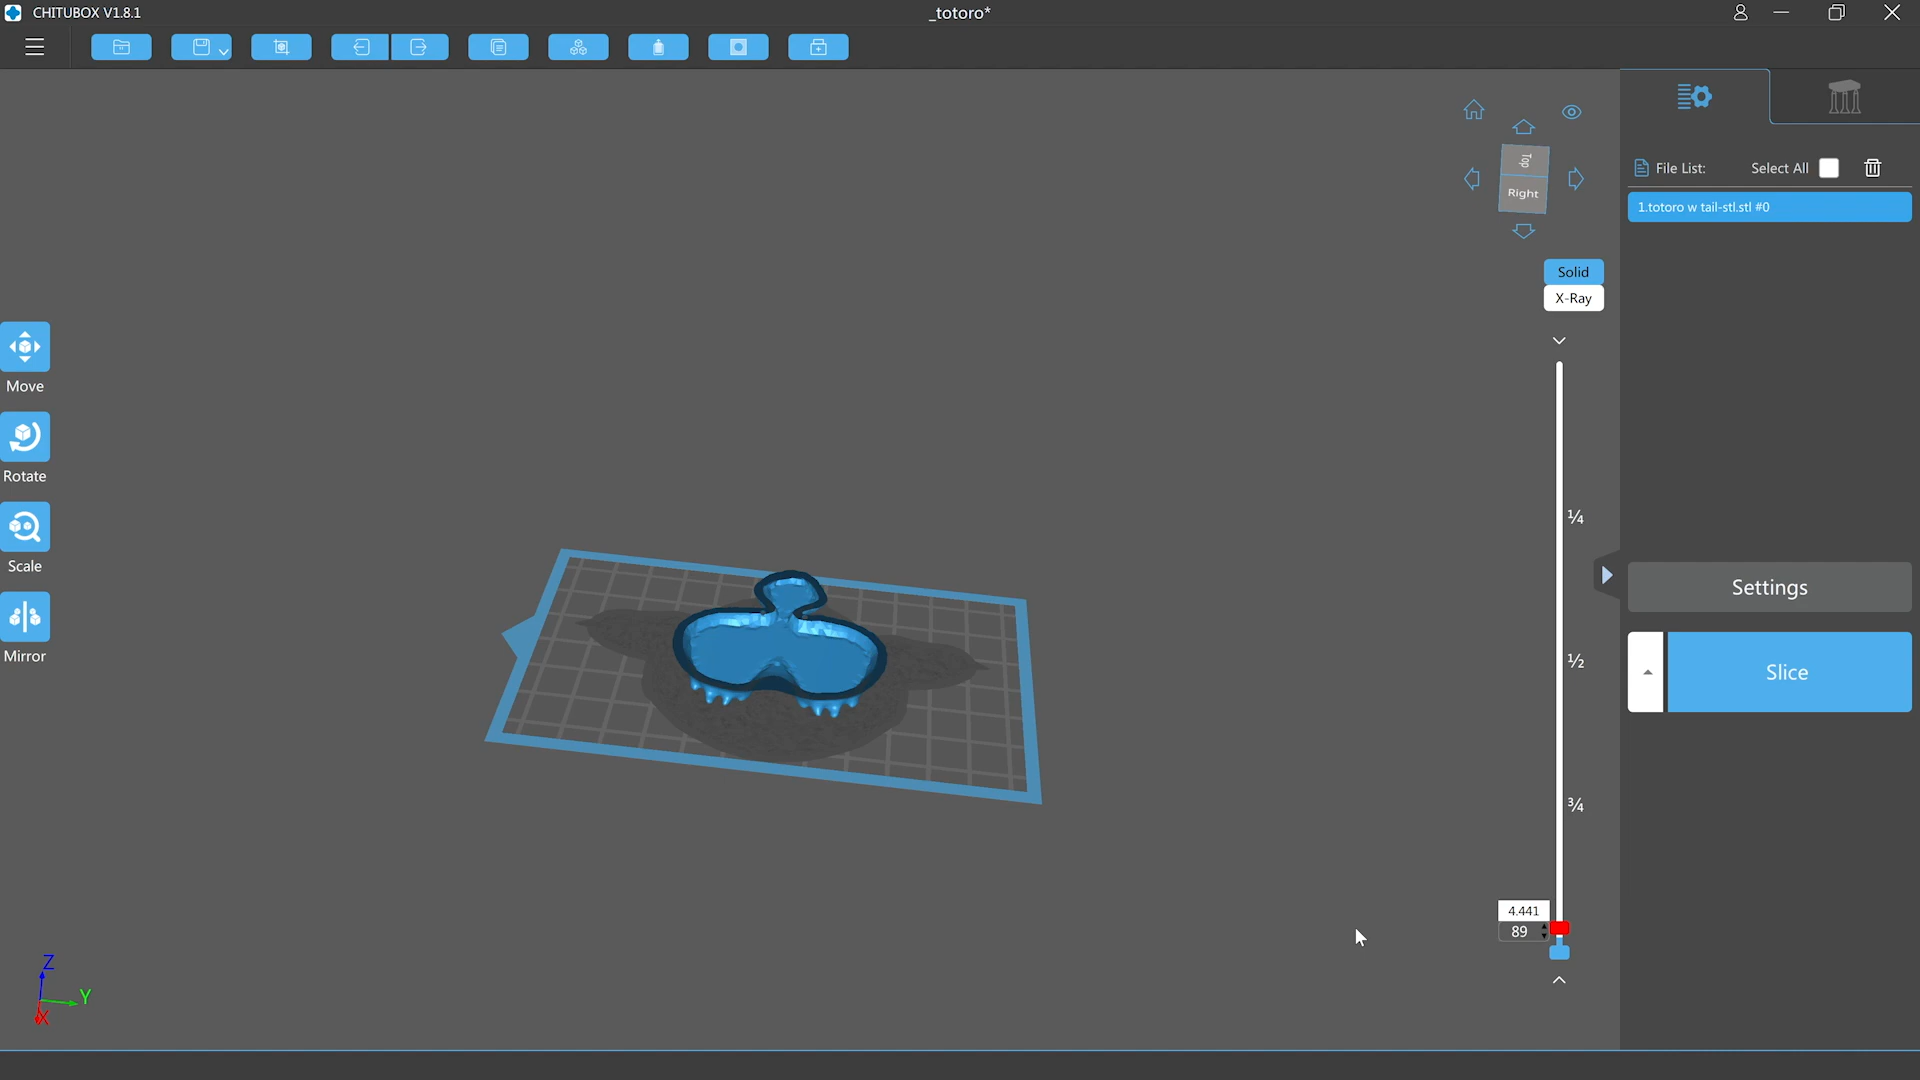 CHITUBOX V1.8.1
_totoro*
Top
Right
File List:
Select All
1.totoro w tail-stl.stl #0
Solid
X-Ray
Move
Rotate
Scale
Mirror
¼
½
¾
Settings
Slice
4.441
89
Z
Y
X